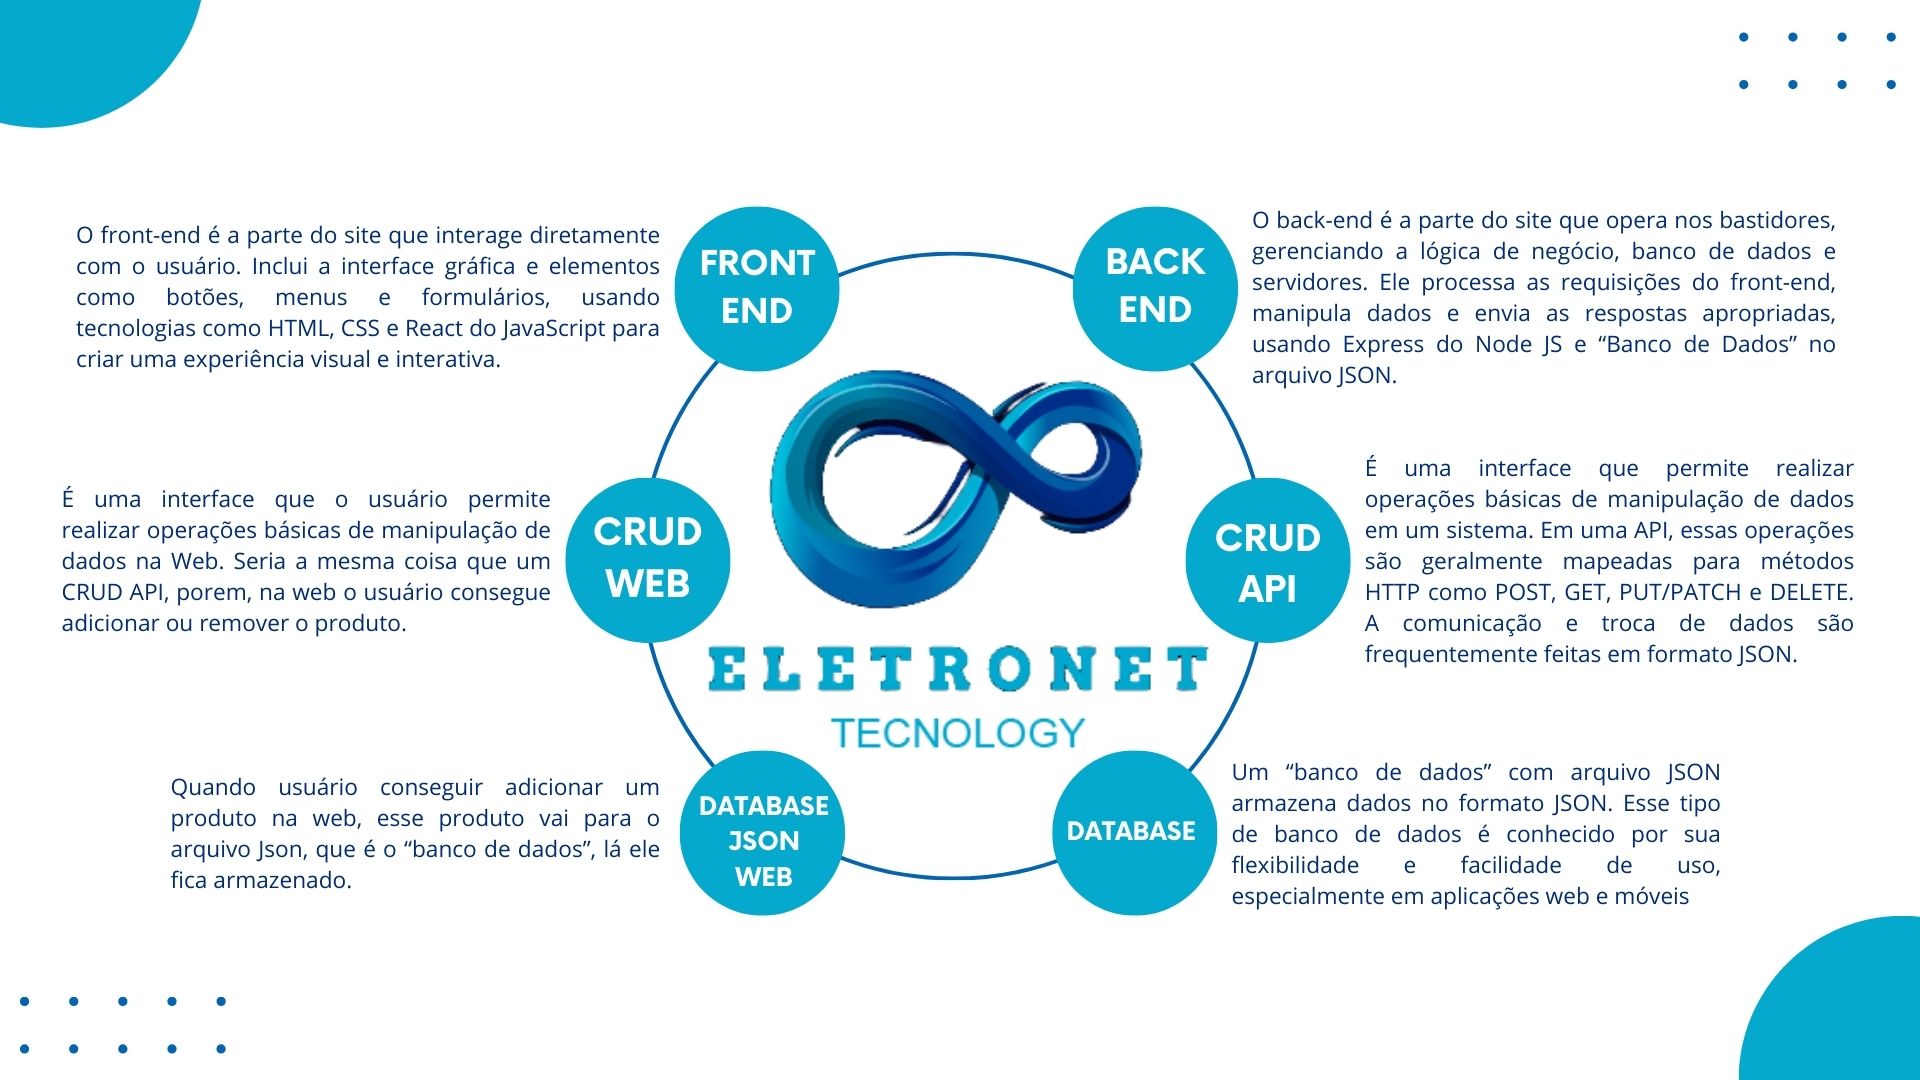 FRONT
END
O front-end é a parte do site que interage diretamente
com o usuário. Inclui a interface gráfica e elementos
como botões, menus e formulários, usando
tecnologias como HTML, CSS e React do JavaScript para
criar uma experiência visual e interativa.
BACK
END
O back-end é a parte do site que opera nos bastidores,
gerenciando a lógica de negócio, banco de dados e
servidores. Ele processa as requisições do front-end,
manipula dados e envia as respostas apropriadas,
usando Express do Node JS e “Banco de Dados” no
arquivo JSON.
CRUD
WEB
É uma interface que o usuário permite
realizar operações básicas de manipulação de
dados na Web. Seria a mesma coisa que um
CRUD API, porem, na web o usuário consegue
adicionar ou remover o produto.
CRUD
API
É uma interface que permite realizar
operações básicas de manipulação de dados
em um sistema. Em uma API, essas operações
são geralmente mapeadas para métodos
HTTP como POST, GET, PUT/PATCH e DELETE.
A comunicação e troca de dados são
frequentemente feitas em formato JSON.
ELETRONET
TECNOLOGY
DATABASE
JSON
WEB
Quando usuário conseguir adicionar um
produto na web, esse produto vai para o
arquivo Json, que é o “banco de dados”, lá ele
fica armazenado.
DATABASE
Um “banco de dados” com arquivo JSON
armazena dados no formato JSON. Esse tipo
de banco de dados é conhecido por sua
flexibilidade e facilidade de uso,
especialmente em aplicações web e móveis